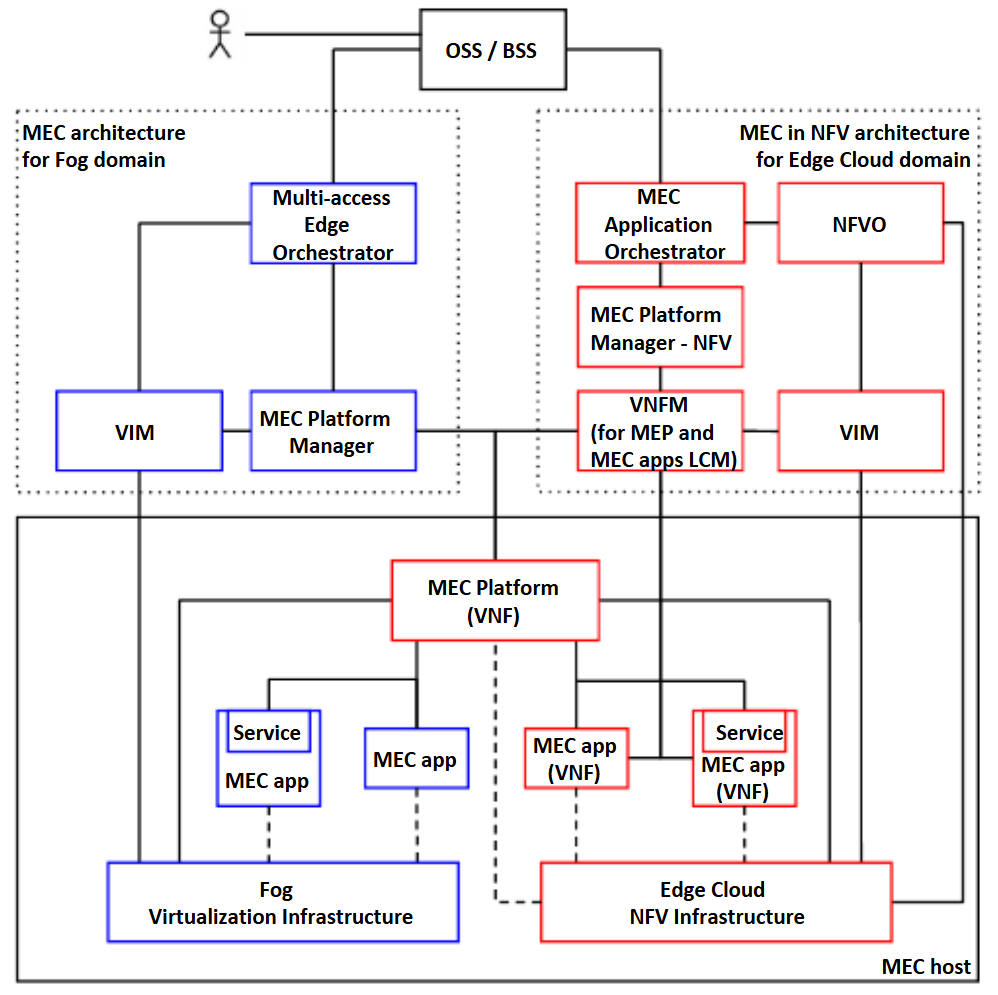 OSS / BSS
MEC architecture
for Fog domain
MEC in NFV architecture
for Edge Cloud domain
Multi-access
Edge
Orchestrator
MEC
Application
Orchestrator
NFVO
MEC Platform
Manager - NFV
VIM
MEC Platform
Manager
VNFM
(for MEP and
MEC apps LCM)
VIM
MEC Platform
(VNF)
Service
MEC app
MEC app
MEC app
(VNF)
Service
MEC app
(VNF)
Fog
Virtualization Infrastructure
Edge Cloud
NFV Infrastructure
MEC host